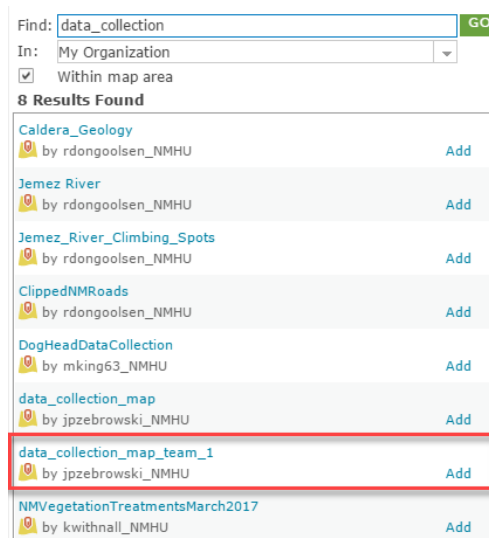 Find: data_collection GO
In: My Organization
Within map area
8 Results Found
Caldera_Geology
by rdongoolsen_NMHU Add
Jemez River
by rdongoolsen_NMHU Add
Jemez_River_Climbing_Spots
by rdongoolsen_NMHU Add
ClippedNMRoads
by rdongoolsen_NMHU Add
DogHeadDataCollection
by mking63_NMHU Add
data_collection_map
by jpzebrowski_NMHU Add
data_collection_map_team_1
by jpzebrowski_NMHU Add
NMVegetationTreatmentsMarch2017
by kwithnall_NMHU Add